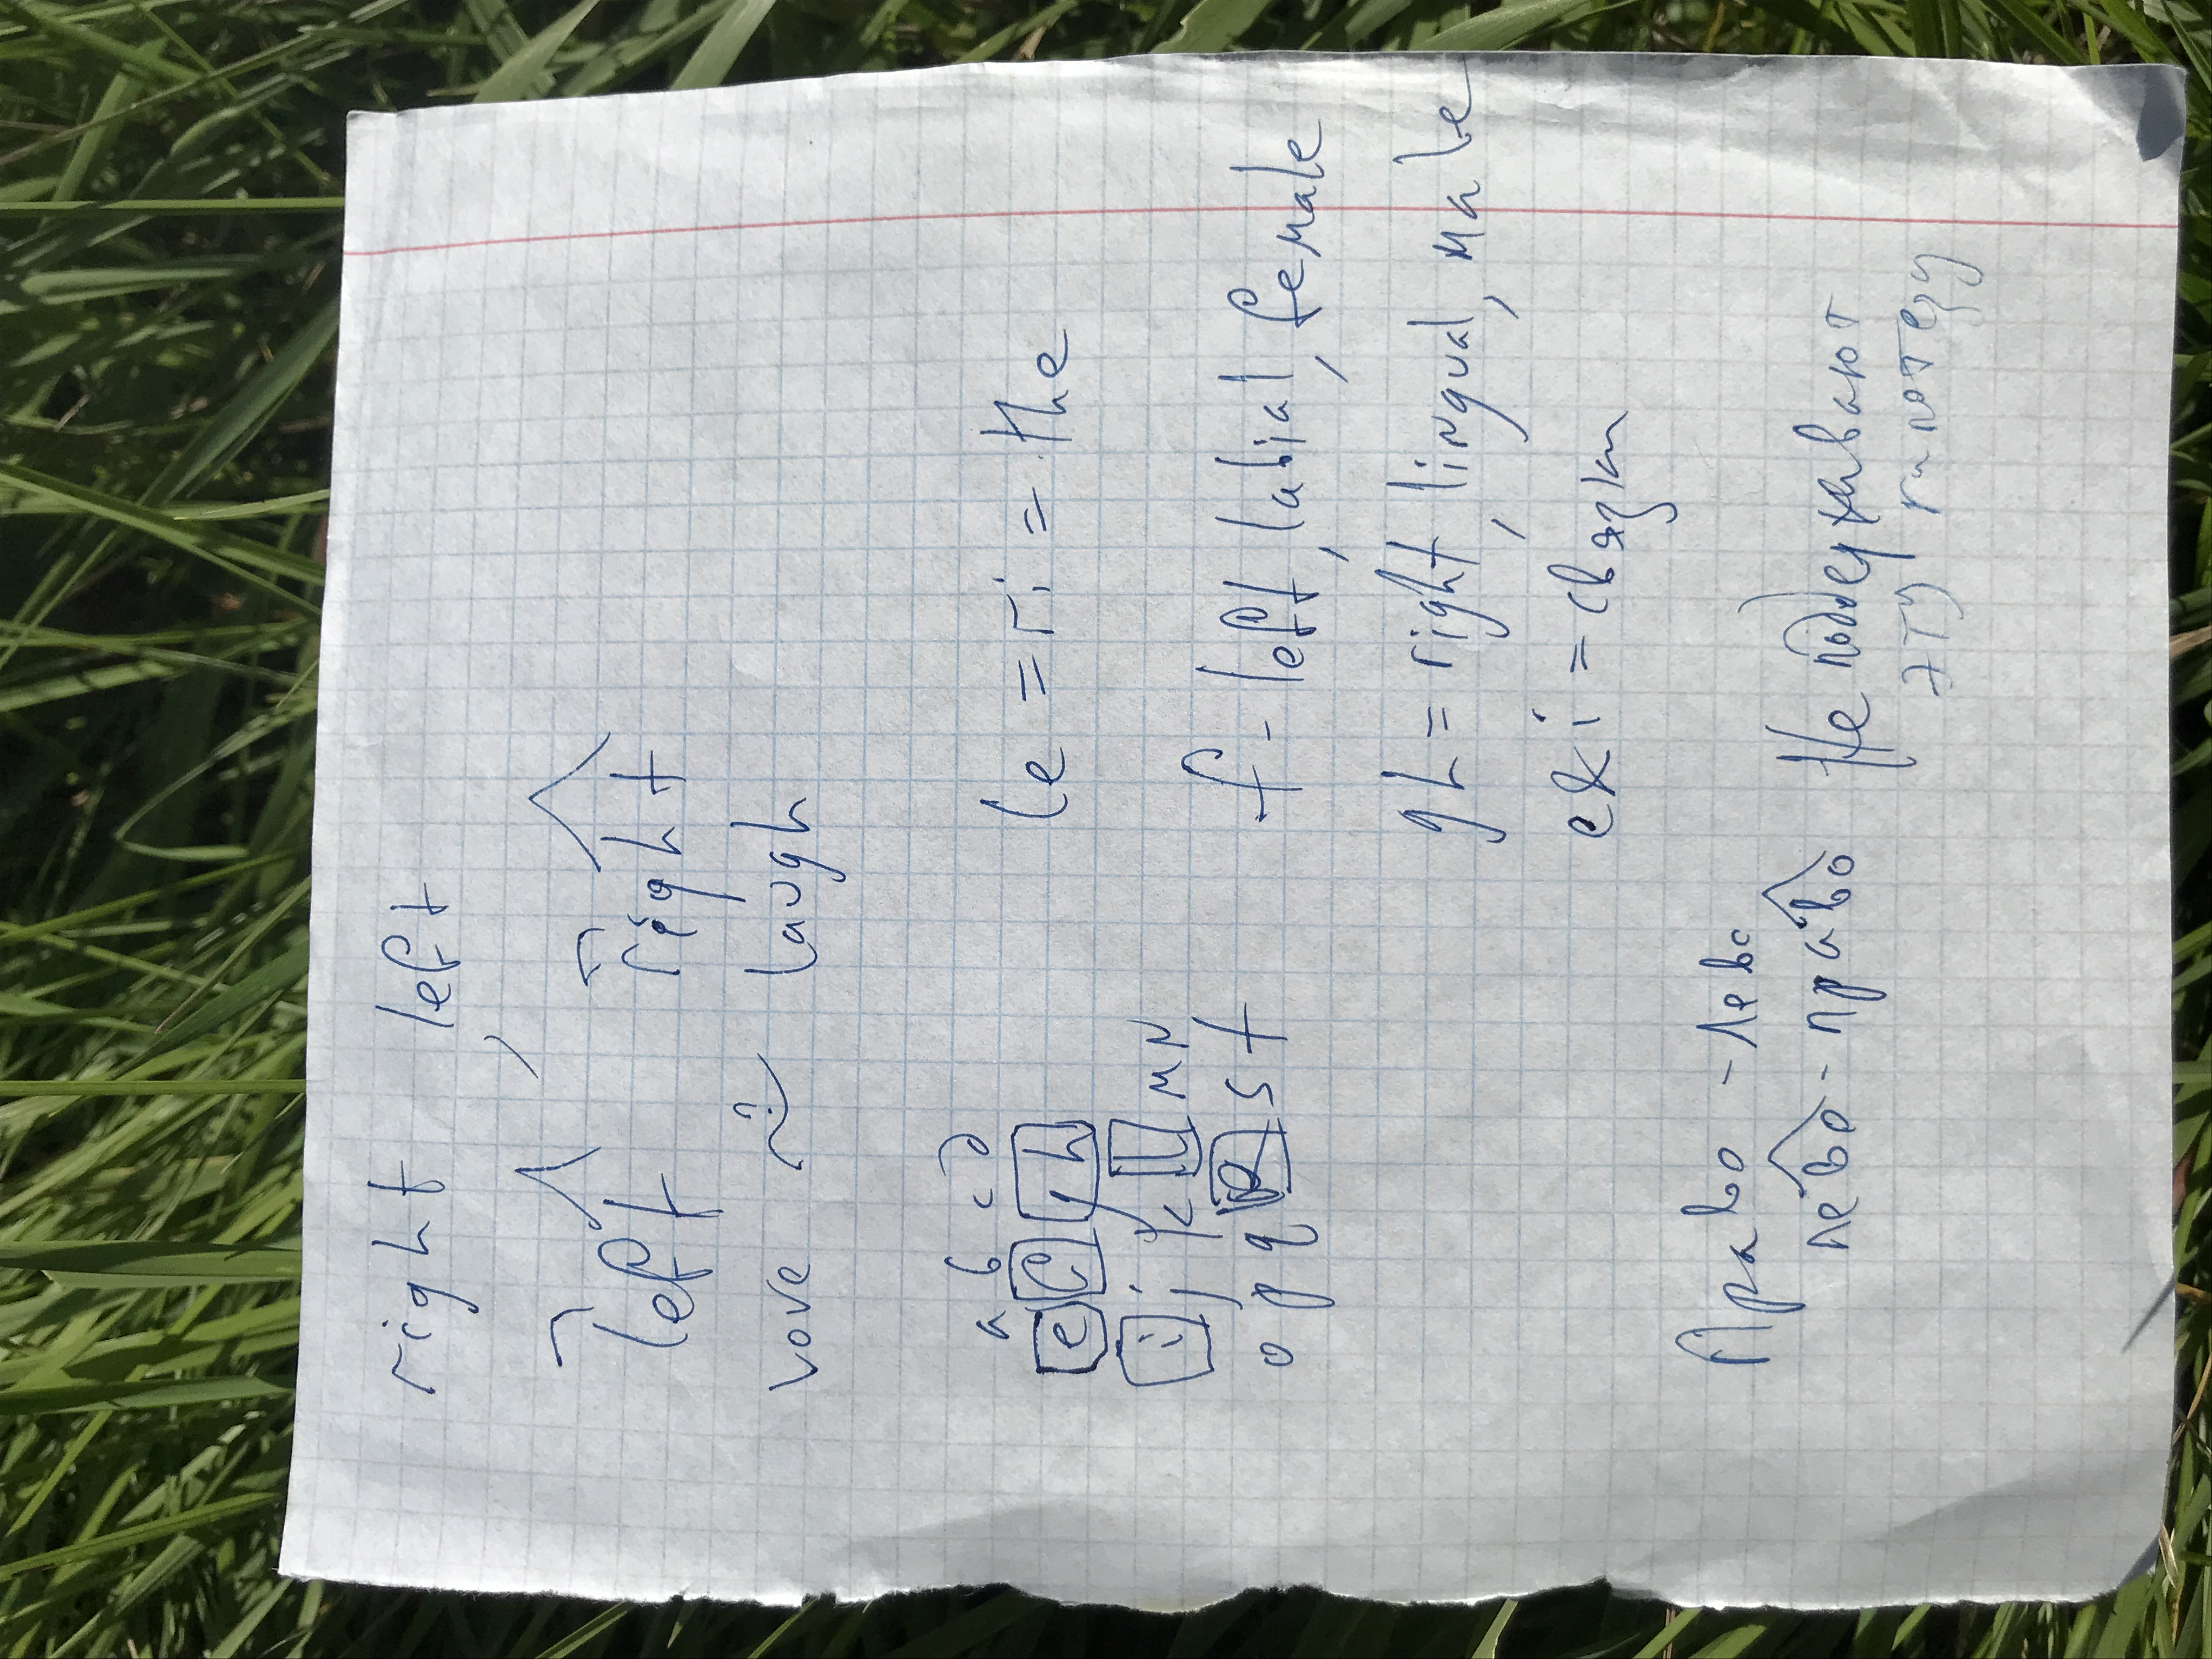 right, left
left right
love ~? laugh
a b c d
e f g h
i j k l m n
o p q R s t
le = ri = the
f - left, labial, female
gh = right, lingual, male
e & i = связки
Право - лево
лево - право Не поддерживают
эту гипотезу